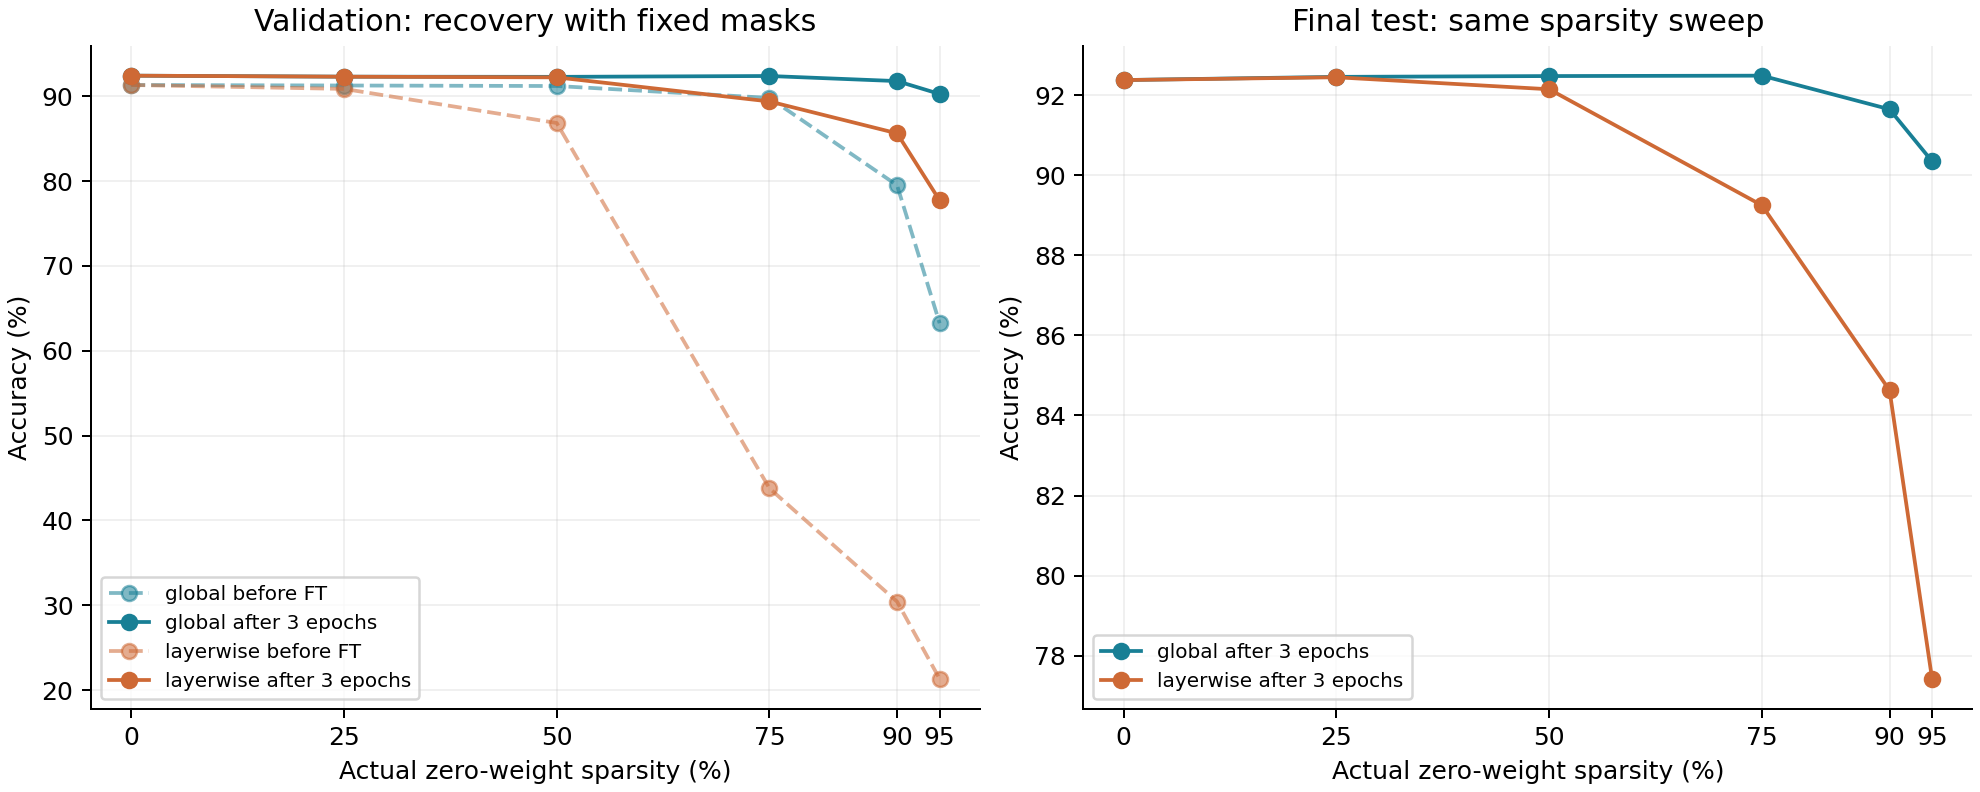 Validation: recovery with fixed masks
Accuracy (%)
90
80
70
60
50
40
30
20
global before FT
global after 3 epochs
layerwise before FT
layerwise after 3 epochs
0 25 50 75 90 95
Actual zero-weight sparsity (%)
Final test: same sparsity sweep
Accuracy (%)
92
90
88
86
84
82
80
78
global after 3 epochs
layerwise after 3 epochs
0 25 50 75 90 95
Actual zero-weight sparsity (%)